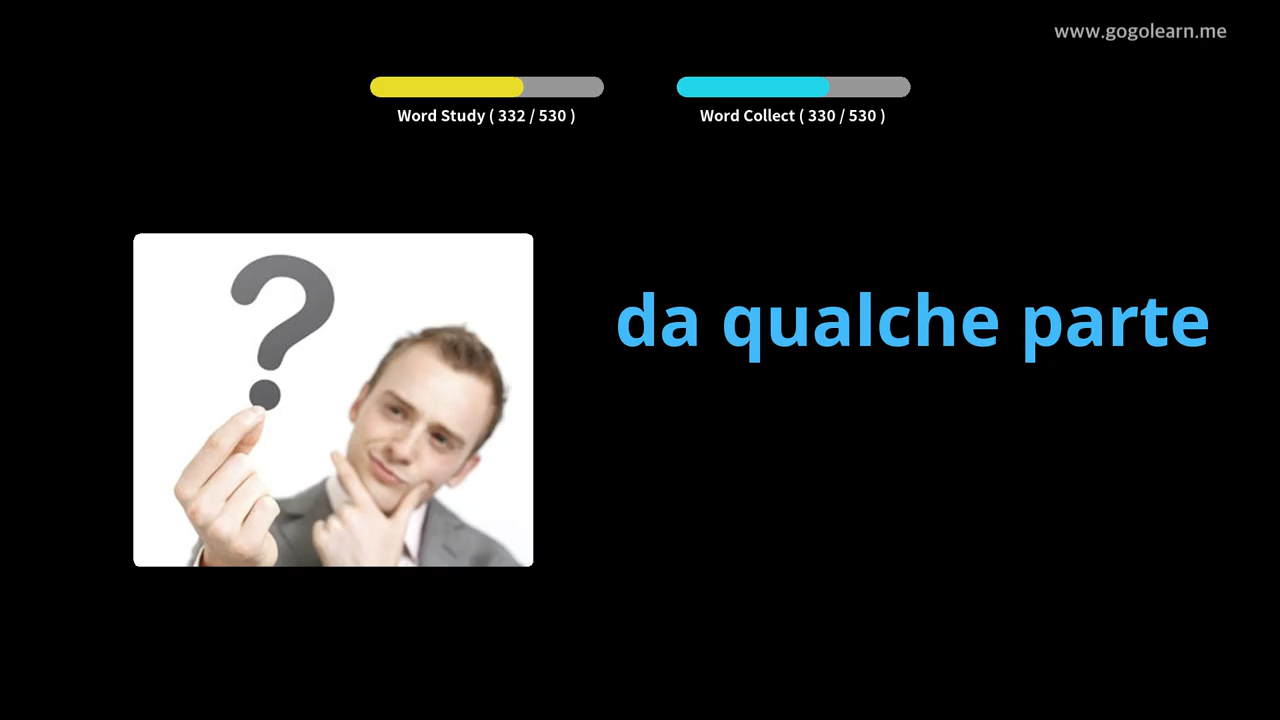 www.gogolearn.me
Word Study ( 332 / 530 )
Word Collect ( 330 / 530 )
?
da qualche parte